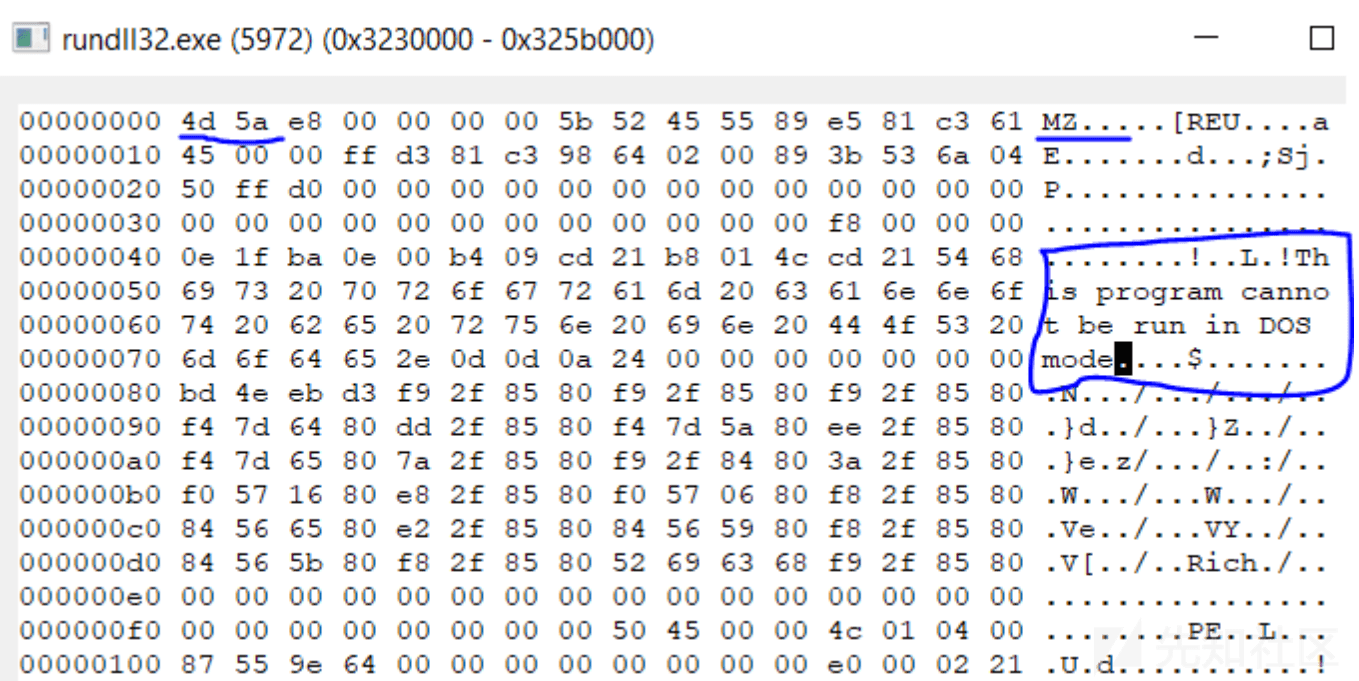 rundll32.exe (5972) (0x3230000 - 0x325b000)
00000000 4d 5a e8 00 00 00 00 5b 52 45 55 89 e5 81 c3 61 MZ.....[REU....a
00000010 45 00 00 ff d3 81 c3 98 64 02 00 89 3b 53 6a 04 E.......d...;Sj.
00000020 50 ff d0 00 00 00 00 00 00 00 00 00 00 00 00 00 P...............
00000030 00 00 00 00 00 00 00 00 00 00 00 00 f8 00 00 00 ................
00000040 0e 1f ba 0e 00 b4 09 cd 21 b8 01 4c cd 21 54 68 ........!..L.!Th
00000050 69 73 20 70 72 6f 67 72 61 6d 20 63 61 6e 6e 6f is program canno
00000060 74 20 62 65 20 72 75 6e 20 69 6e 20 44 4f 53 20 t be run in DOS
00000070 6d 6f 64 65 2e 0d 0d 0a 24 00 00 00 00 00 00 00 mode....$.......
00000080 bd 4e eb d3 f9 2f 85 80 f9 2f 85 80 f9 2f 85 80 .N.../.../.../..
00000090 f4 7d 64 80 dd 2f 85 80 f4 7d 5a 80 ee 2f 85 80 .}d../...}Z../..
000000a0 f4 7d 65 80 7a 2f 85 80 f9 2f 84 80 3a 2f 85 80 .}e.z/.../..:/..
000000b0 f0 57 16 80 e8 2f 85 80 f0 57 06 80 f8 2f 85 80 .W.../...W.../..
000000c0 84 56 65 80 e2 2f 85 80 84 56 59 80 f8 2f 85 80 .Ve../...VY../..
000000d0 84 56 5b 80 f8 2f 85 80 52 69 63 68 f9 2f 85 80 .V[../..Rich./..
000000e0 00 00 00 00 00 00 00 00 00 00 00 00 00 00 00 00 ................
000000f0 00 00 00 00 00 00 00 00 50 45 00 00 4c 01 04 00 ........PE..L...
00000100 87 55 9e 64 00 00 00 00 00 00 00 00 e0 00 02 21 .U.d...........!
先知社区